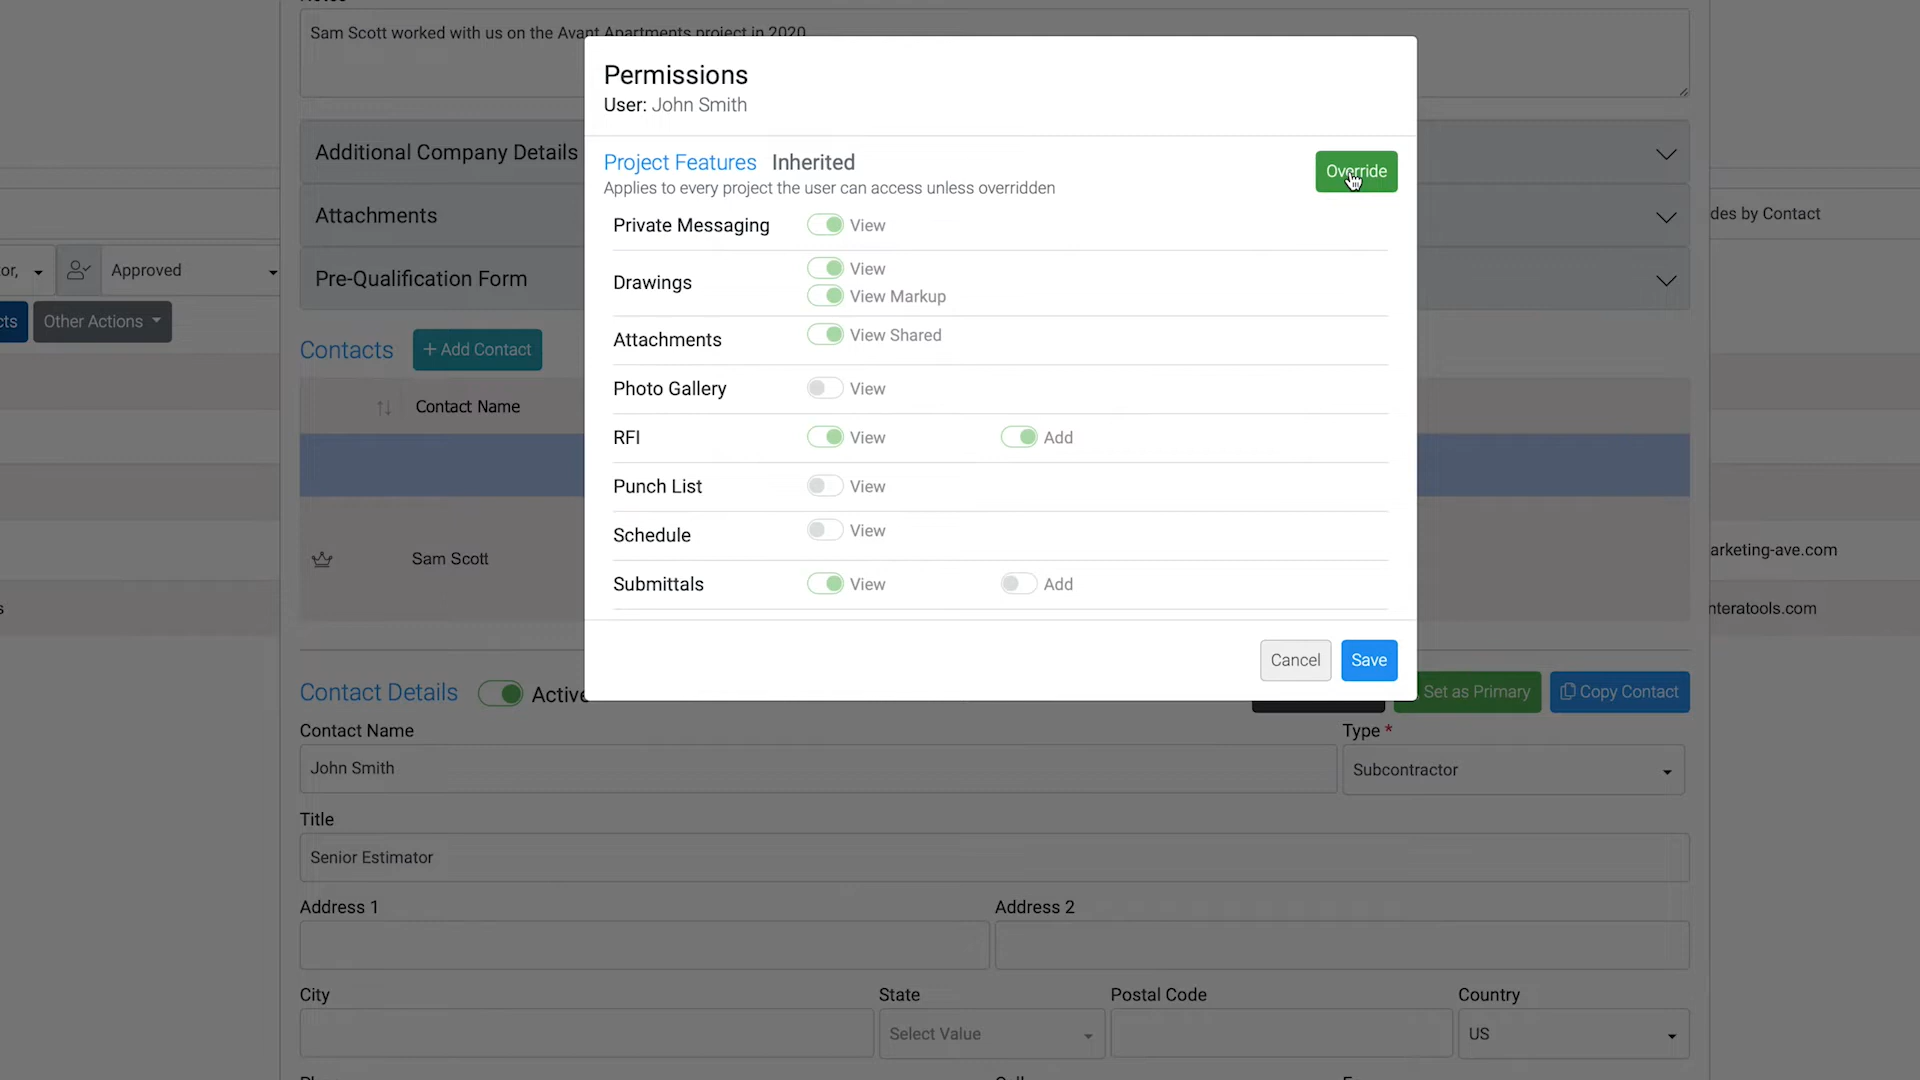 Sam Scott worked with us on the Avant Apartments project in 2020
Permissions
User: John Smith
Project Features Inherited
Override
Applies to every project the user can access unless overridden
Private Messaging View
Drawings View
View Markup
Attachments View Shared
Photo Gallery View
RFI View Add
Punch List View
Schedule View
Submittals View Add
Cancel Save
Additional Company Details
Attachments
Pre-Qualification Form
des by Contact
or, Approved
cts Other Actions
Contacts + Add Contact
Contact Name
Sam Scott
arketing-ave.com
s
nteratools.com
Contact Details Active
Set as Primary Copy Contact
Contact Name Type *
John Smith Subcontractor
Title
Senior Estimator
Address 1 Address 2
City State Postal Code Country
Select Value US